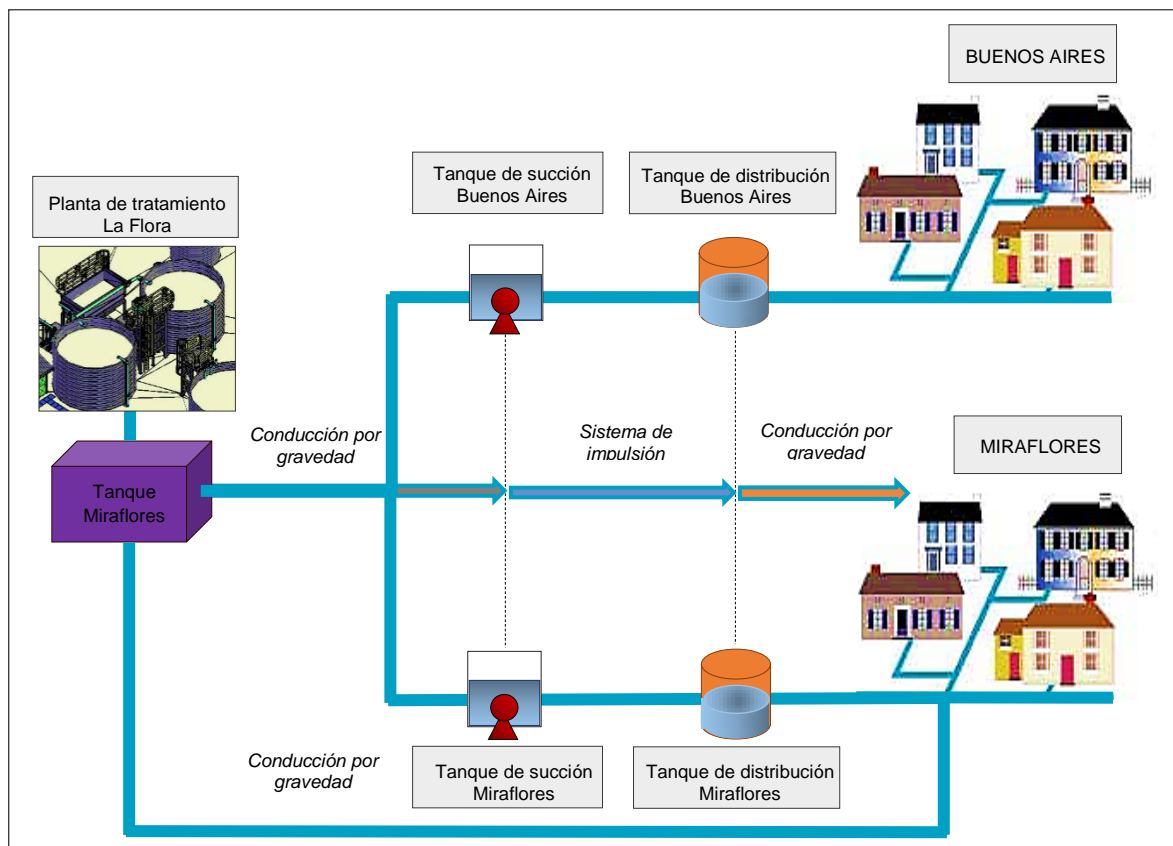 BUENOS AIRES
Tanque de succión
Buenos Aires
Tanque de distribución
Buenos Aires
Planta de tratamiento
La Flora
Conducción por
gravedad
Sistema de
impulsión
Conducción por
gravedad
MIRAFLORES
Tanque
Miraflores
Conducción por
gravedad
Tanque de succión
Miraflores
Tanque de distribución
Miraflores